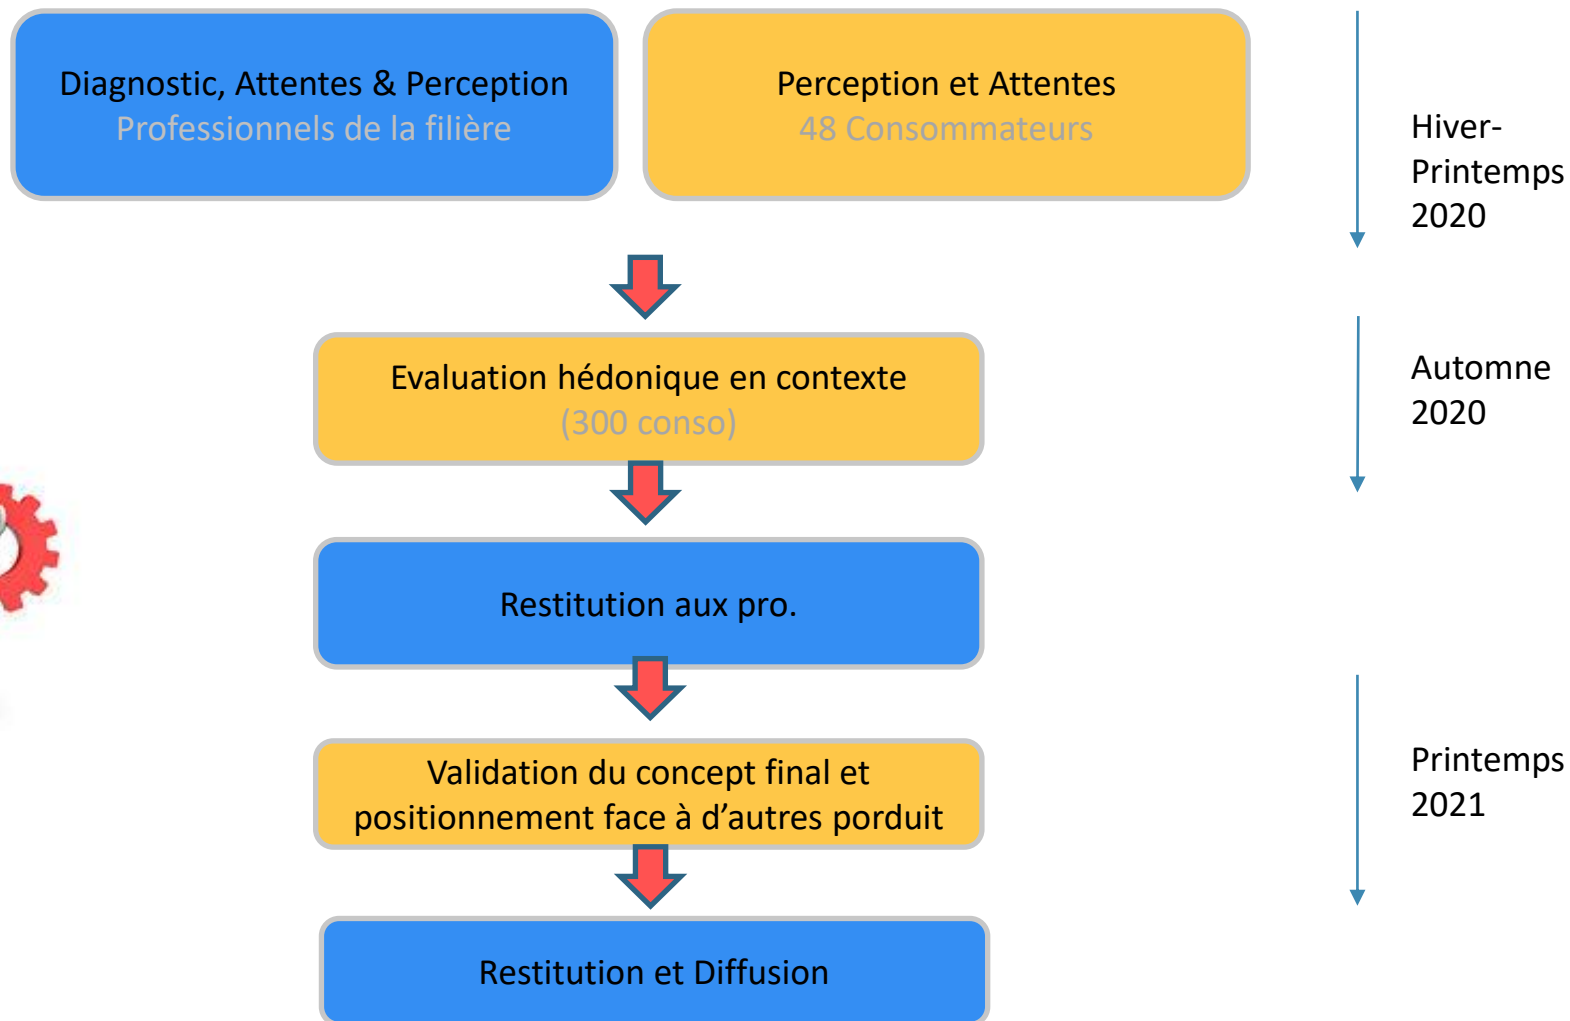 Diagnostic, Attentes & Perception
Professionnels de la filière
Perception et Attentes
48 Consommateurs
Hiver-
Printemps
2020
Evaluation hédonique en contexte
(300 conso)
Automne
2020
Restitution aux pro.
Validation du concept final et
positionnement face à d’autres porduit
Printemps
2021
Restitution et Diffusion